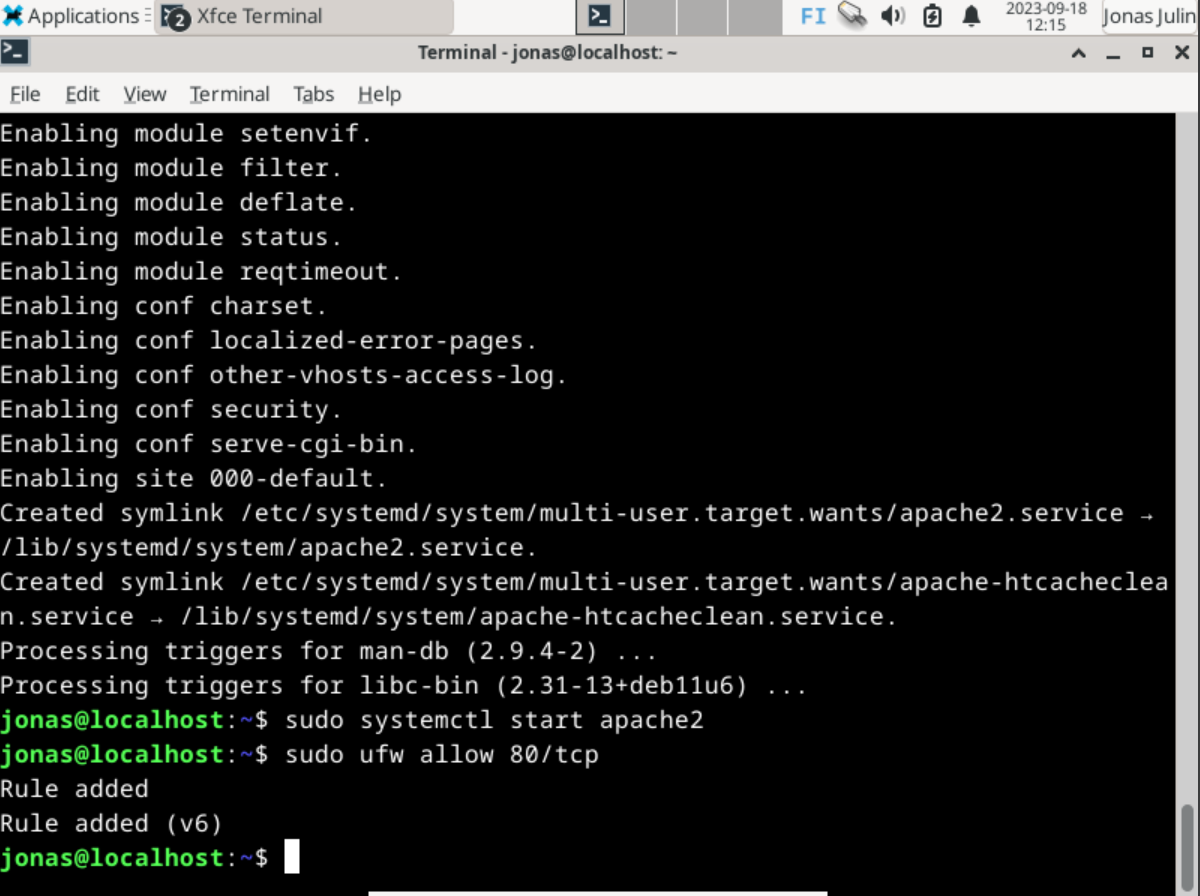 Applications
2 Xfce Terminal
FI
2023-09-18
12:15
Jonas Julin
Terminal - jonas@localhost: ~
File Edit View Terminal Tabs Help
Enabling module setenvif.
Enabling module filter.
Enabling module deflate.
Enabling module status.
Enabling module reqtimeout.
Enabling conf charset.
Enabling conf localized-error-pages.
Enabling conf other-vhosts-access-log.
Enabling conf security.
Enabling conf serve-cgi-bin.
Enabling site 000-default.
Created symlink /etc/systemd/system/multi-user.target.wants/apache2.service →
/lib/systemd/system/apache2.service.
Created symlink /etc/systemd/system/multi-user.target.wants/apache-htcacheclea
n.service → /lib/systemd/system/apache-htcacheclean.service.
Processing triggers for man-db (2.9.4-2) ...
Processing triggers for libc-bin (2.31-13+deb11u6) ...
jonas@localhost:~$ sudo systemctl start apache2
jonas@localhost:~$ sudo ufw allow 80/tcp
Rule added
Rule added (v6)
jonas@localhost:~$